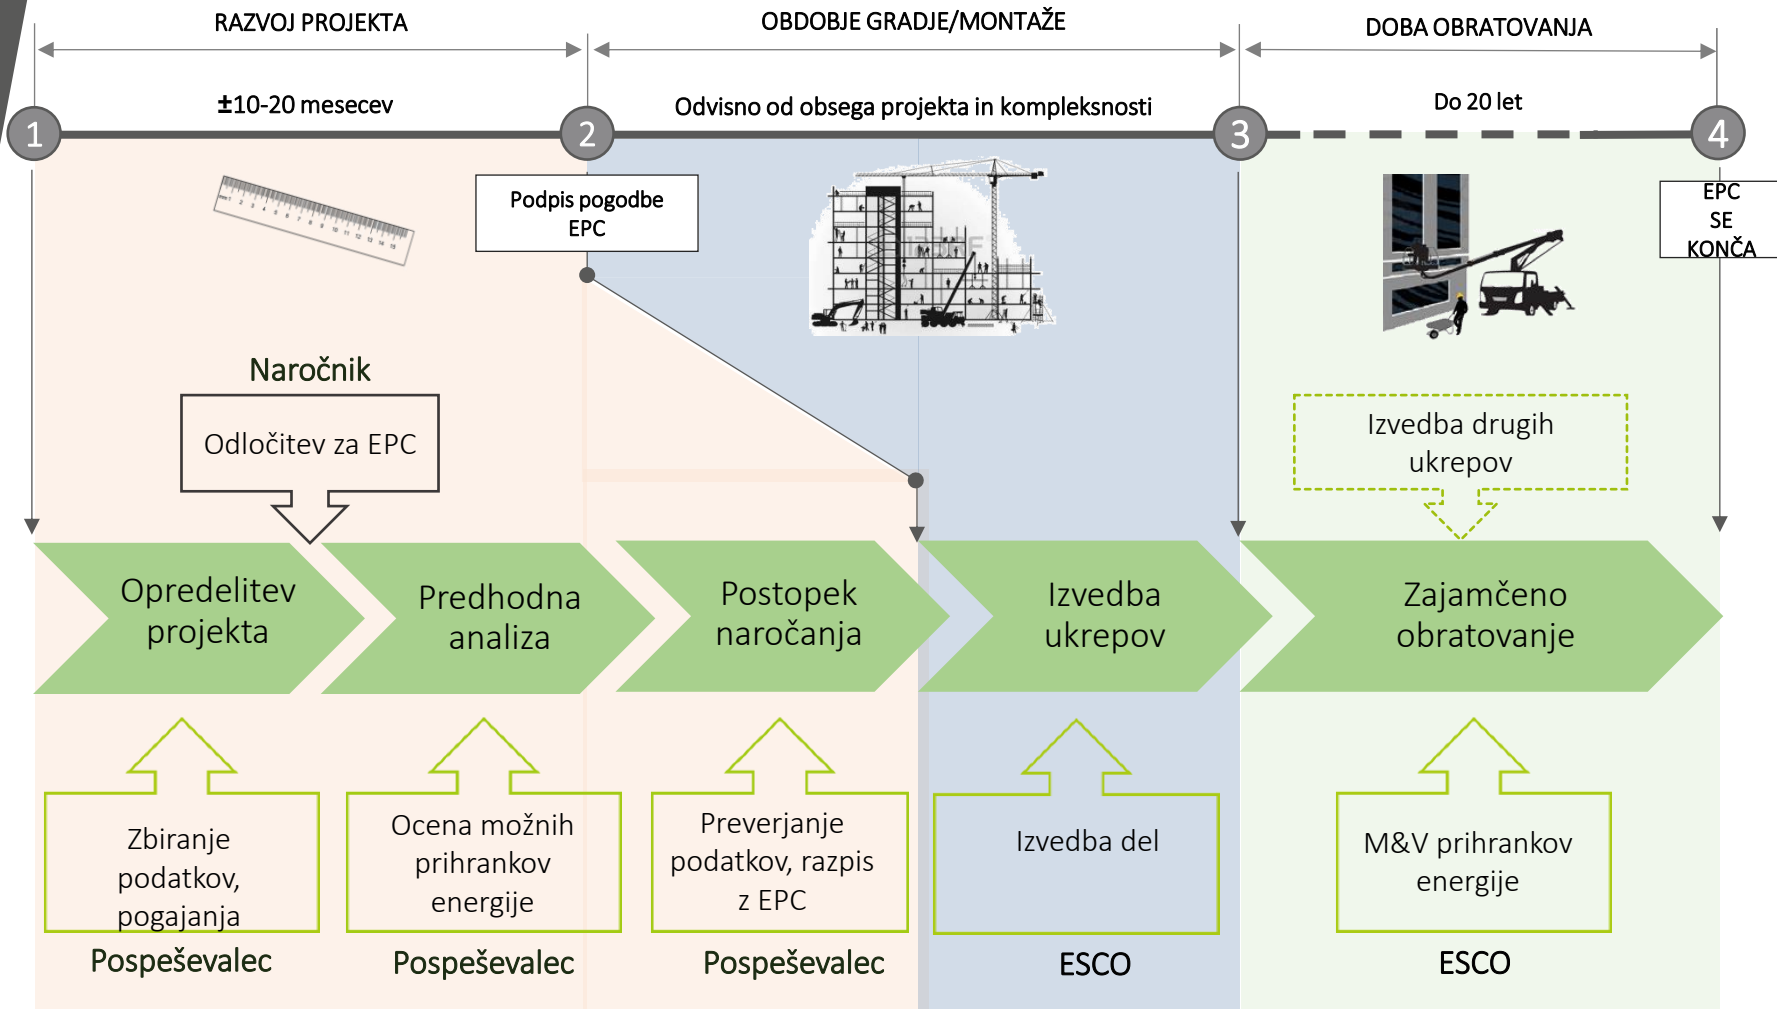 RAZVOJ PROJEKTA
OBDOBJE GRADJE/MONTAŽE
DOBA OBRATOVANJA
±10-20 mesecev
Odvisno od obsega projekta in kompleksnosti
Do 20 let
1
2
3
4
Podpis pogodbe
EPC
EPC
SE
KONČA
Naročnik
Odločitev za EPC
Izvedba drugih
ukrepov
Opredelitev
projekta
Predhodna
analiza
Postopek
naročanja
Izvedba
ukrepov
Zajamčeno
obratovanje
Zbiranje
podatkov,
pogajanja
Ocena možnih
prihrankov
energije
Preverjanje
podatkov, razpis
z EPC
Izvedba del
M&V prihrankov
energije
Pospeševalec
Pospeševalec
Pospeševalec
ESCO
ESCO